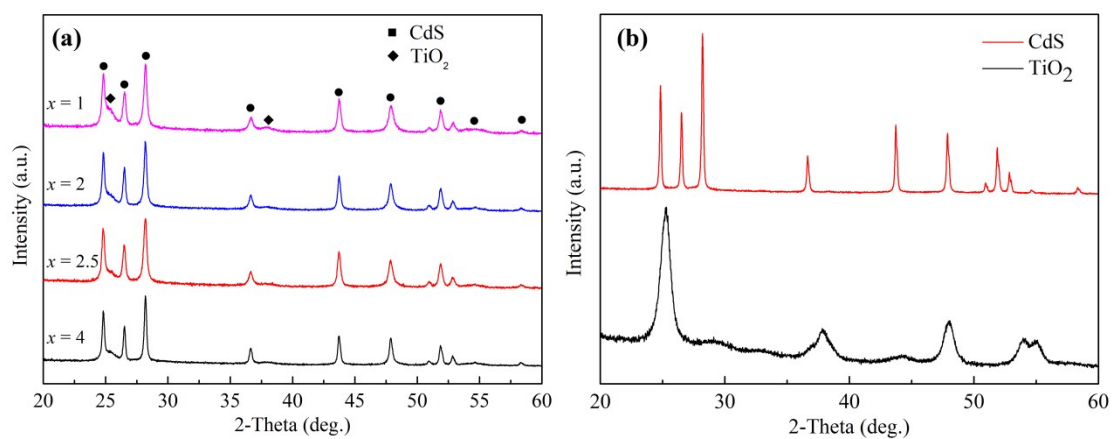 (a)
■ CdS
◆ TiO₂
x = 1
x = 2
x = 2.5
x = 4
Intensity (a.u.)
20 25 30 35 40 45 50 55 60
2-Theta (deg.)
(b)
CdS
TiO₂
Intensity (a.u.)
20 30 40 50 60
2-Theta (deg.)